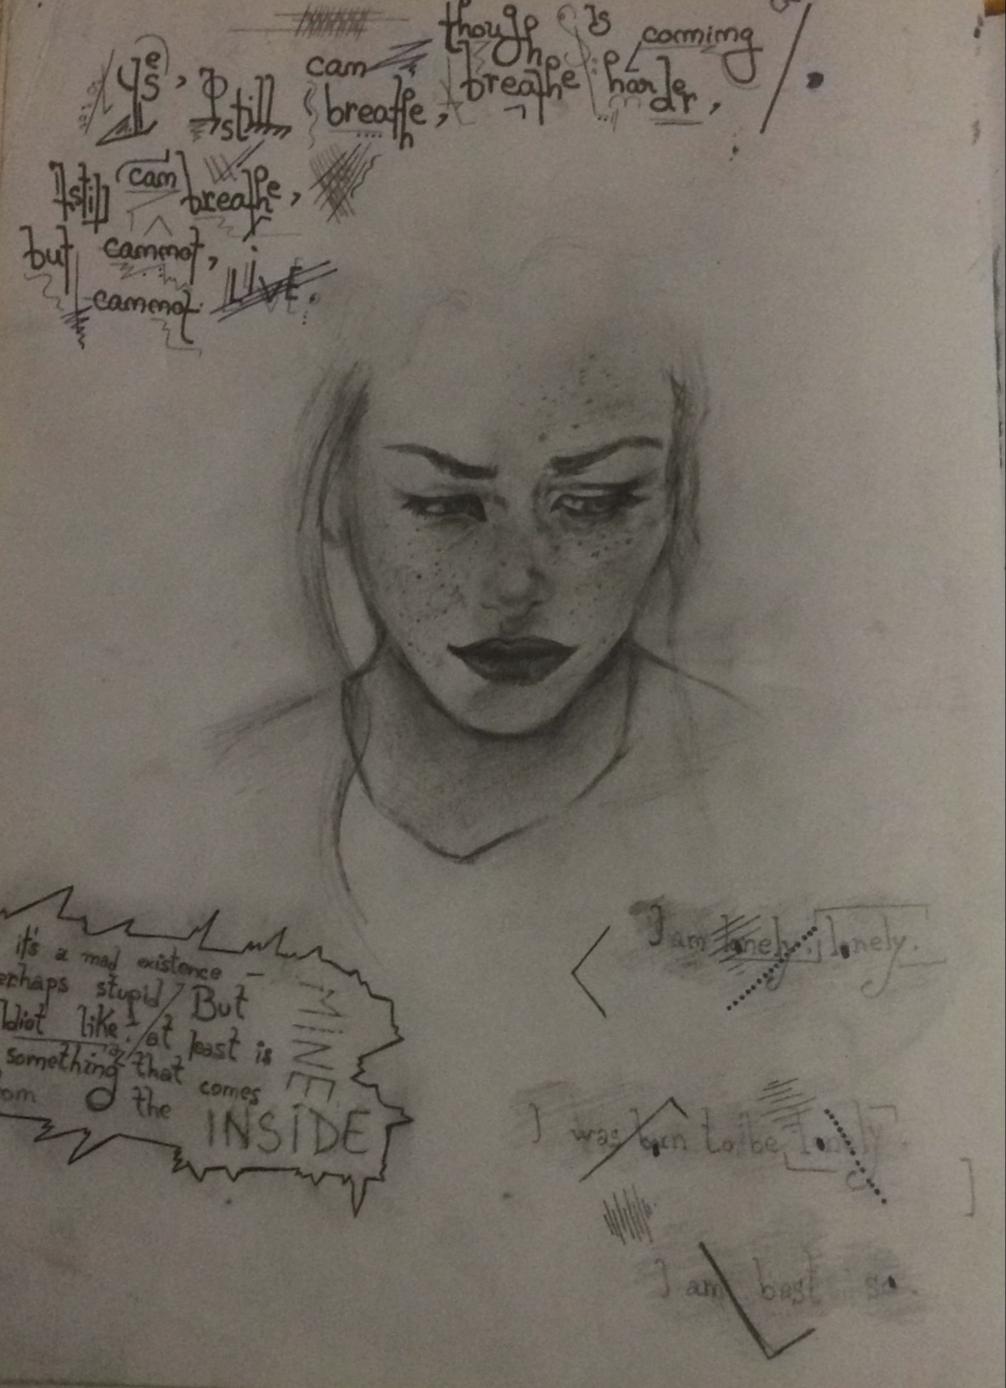 Yes, I still can breathe, though breathe is coming harder,
I still can breathe,
but cannot,
cannot LiVE.
it's a mad existence –
perhaps stupid, But
Idiot like! at least is MINE
something that comes
from the INSiDE
I am lonely, lonely.
I was born to be lonely.
I am best so.